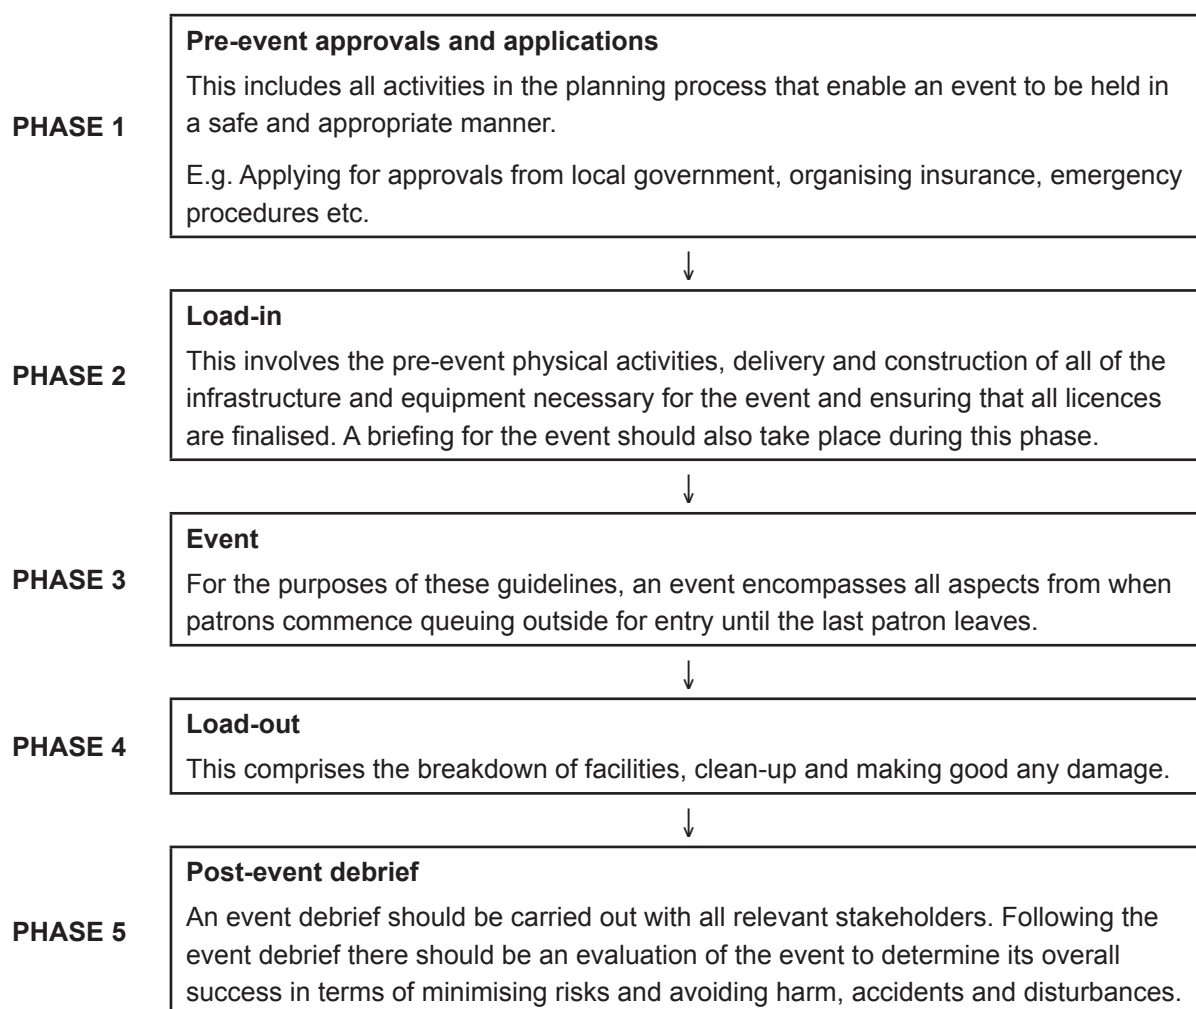 Pre-event approvals and applications
This includes all activities in the planning process that enable an event to be held in
a safe and appropriate manner.
PHASE 1
E.g. Applying for approvals from local government, organising insurance, emergency
procedures etc.
↓
Load-in
This involves the pre-event physical activities, delivery and construction of all of the
PHASE 2
infrastructure and equipment necessary for the event and ensuring that all licences
are finalised. A briefing for the event should also take place during this phase.
↓
Event
PHASE 3
For the purposes of these guidelines, an event encompasses all aspects from when
patrons commence queuing outside for entry until the last patron leaves.
↓
Load-out
PHASE 4
This comprises the breakdown of facilities, clean-up and making good any damage.
↓
Post-event debrief
An event debrief should be carried out with all relevant stakeholders. Following the
PHASE 5
event debrief there should be an evaluation of the event to determine its overall
success in terms of minimising risks and avoiding harm, accidents and disturbances.